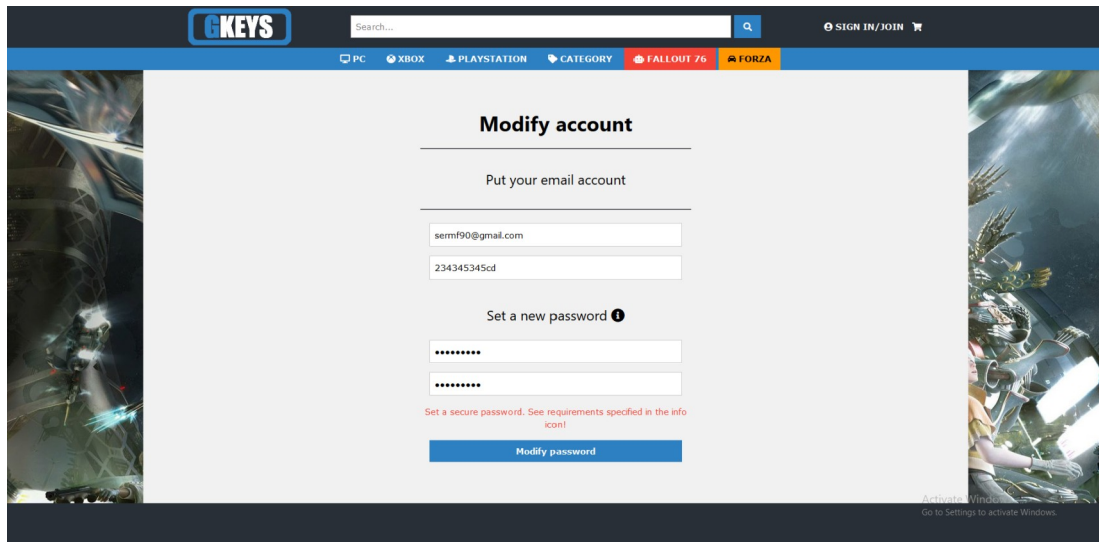 GKEYS
Search...
SIGN IN/JOIN
PC XBOX PLAYSTATION CATEGORY FALLOUT 76 FORZA
Modify account
Put your email account
sermf90@gmail.com
234345345cd
Set a new password
•••••••••
•••••••••
Set a secure password. See requirements specified in the info
icon!
Modify password
Activate Windows
Go to Settings to activate Windows.